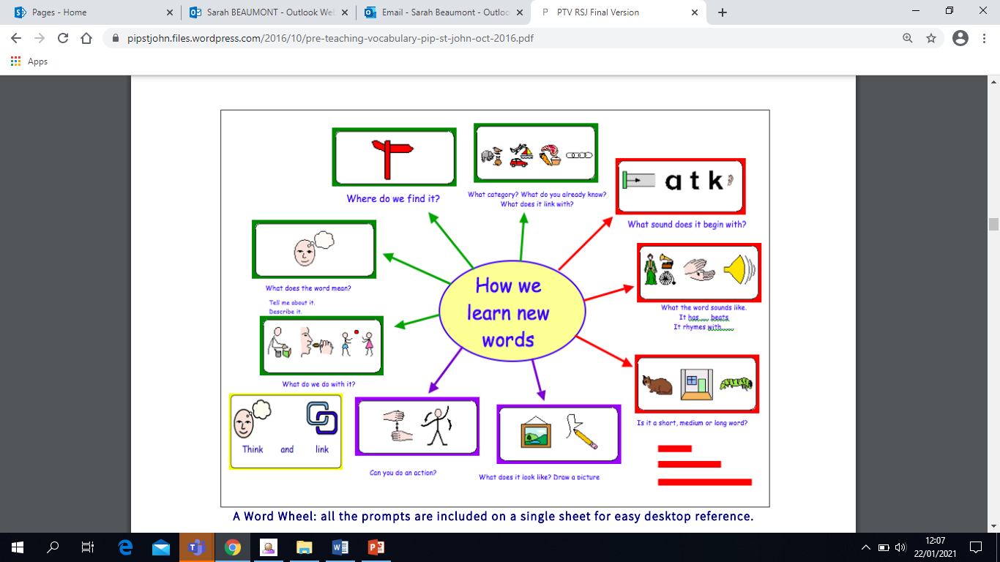 Pages - Home
Sarah BEAUMONT - Outlook We
Email - Sarah Beaumont - Outloo
PTV RSJ Final Version
pipstjohn.files.wordpress.com/2016/10/pre-teaching-vocabulary-pip-st-john-oct-2016.pdf
Apps
Where do we find it?
What category? What do you already know?
What does it link with?
a t k
What sound does it begin with?
What does the word mean?
Tell me about it.
Describe it.
How we
learn new
words
What the word sounds like.
It has.... beats
It rhymes with......
What do we do with it?
Is it a short, medium or long word?
Think and link
Can you do an action?
What does it look like? Draw a picture
A Word Wheel: all the prompts are included on a single sheet for easy desktop reference.
12:07
22/01/2021